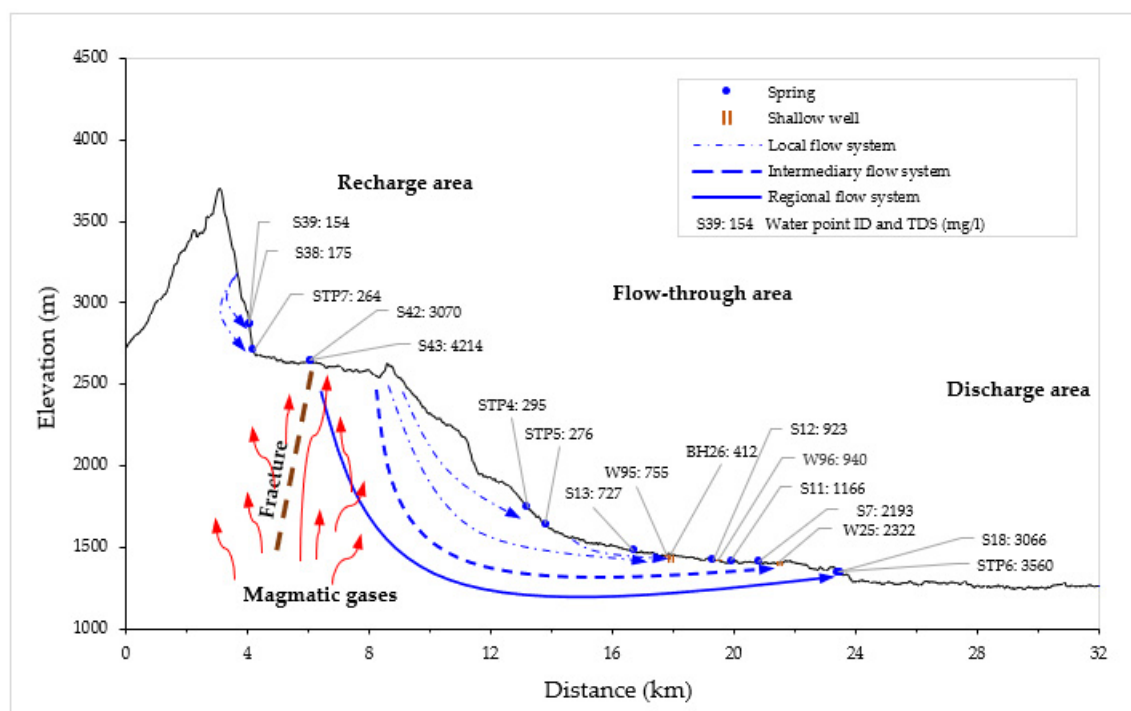 4500
4000
3500
3000
2500
2000
1500
1000
Elevation (m)
Spring
Shallow well
Local flow system
Intermediary flow system
Regional flow system
S39: 154 Water point ID and TDS (mg/l)
Recharge area
S39: 154
S38: 175
STP7: 264
S42: 3070
S43: 4214
Flow-through area
Discharge area
STP4: 295
STP5: 276
S13: 727
W95: 755
BH26: 412
S12: 923
W96: 940
S11: 1166
S7: 2193
W25: 2322
S18: 3066
STP6: 3560
Fracture
Magmatic gases
0 4 8 12 16 20 24 28 32
Distance (km)